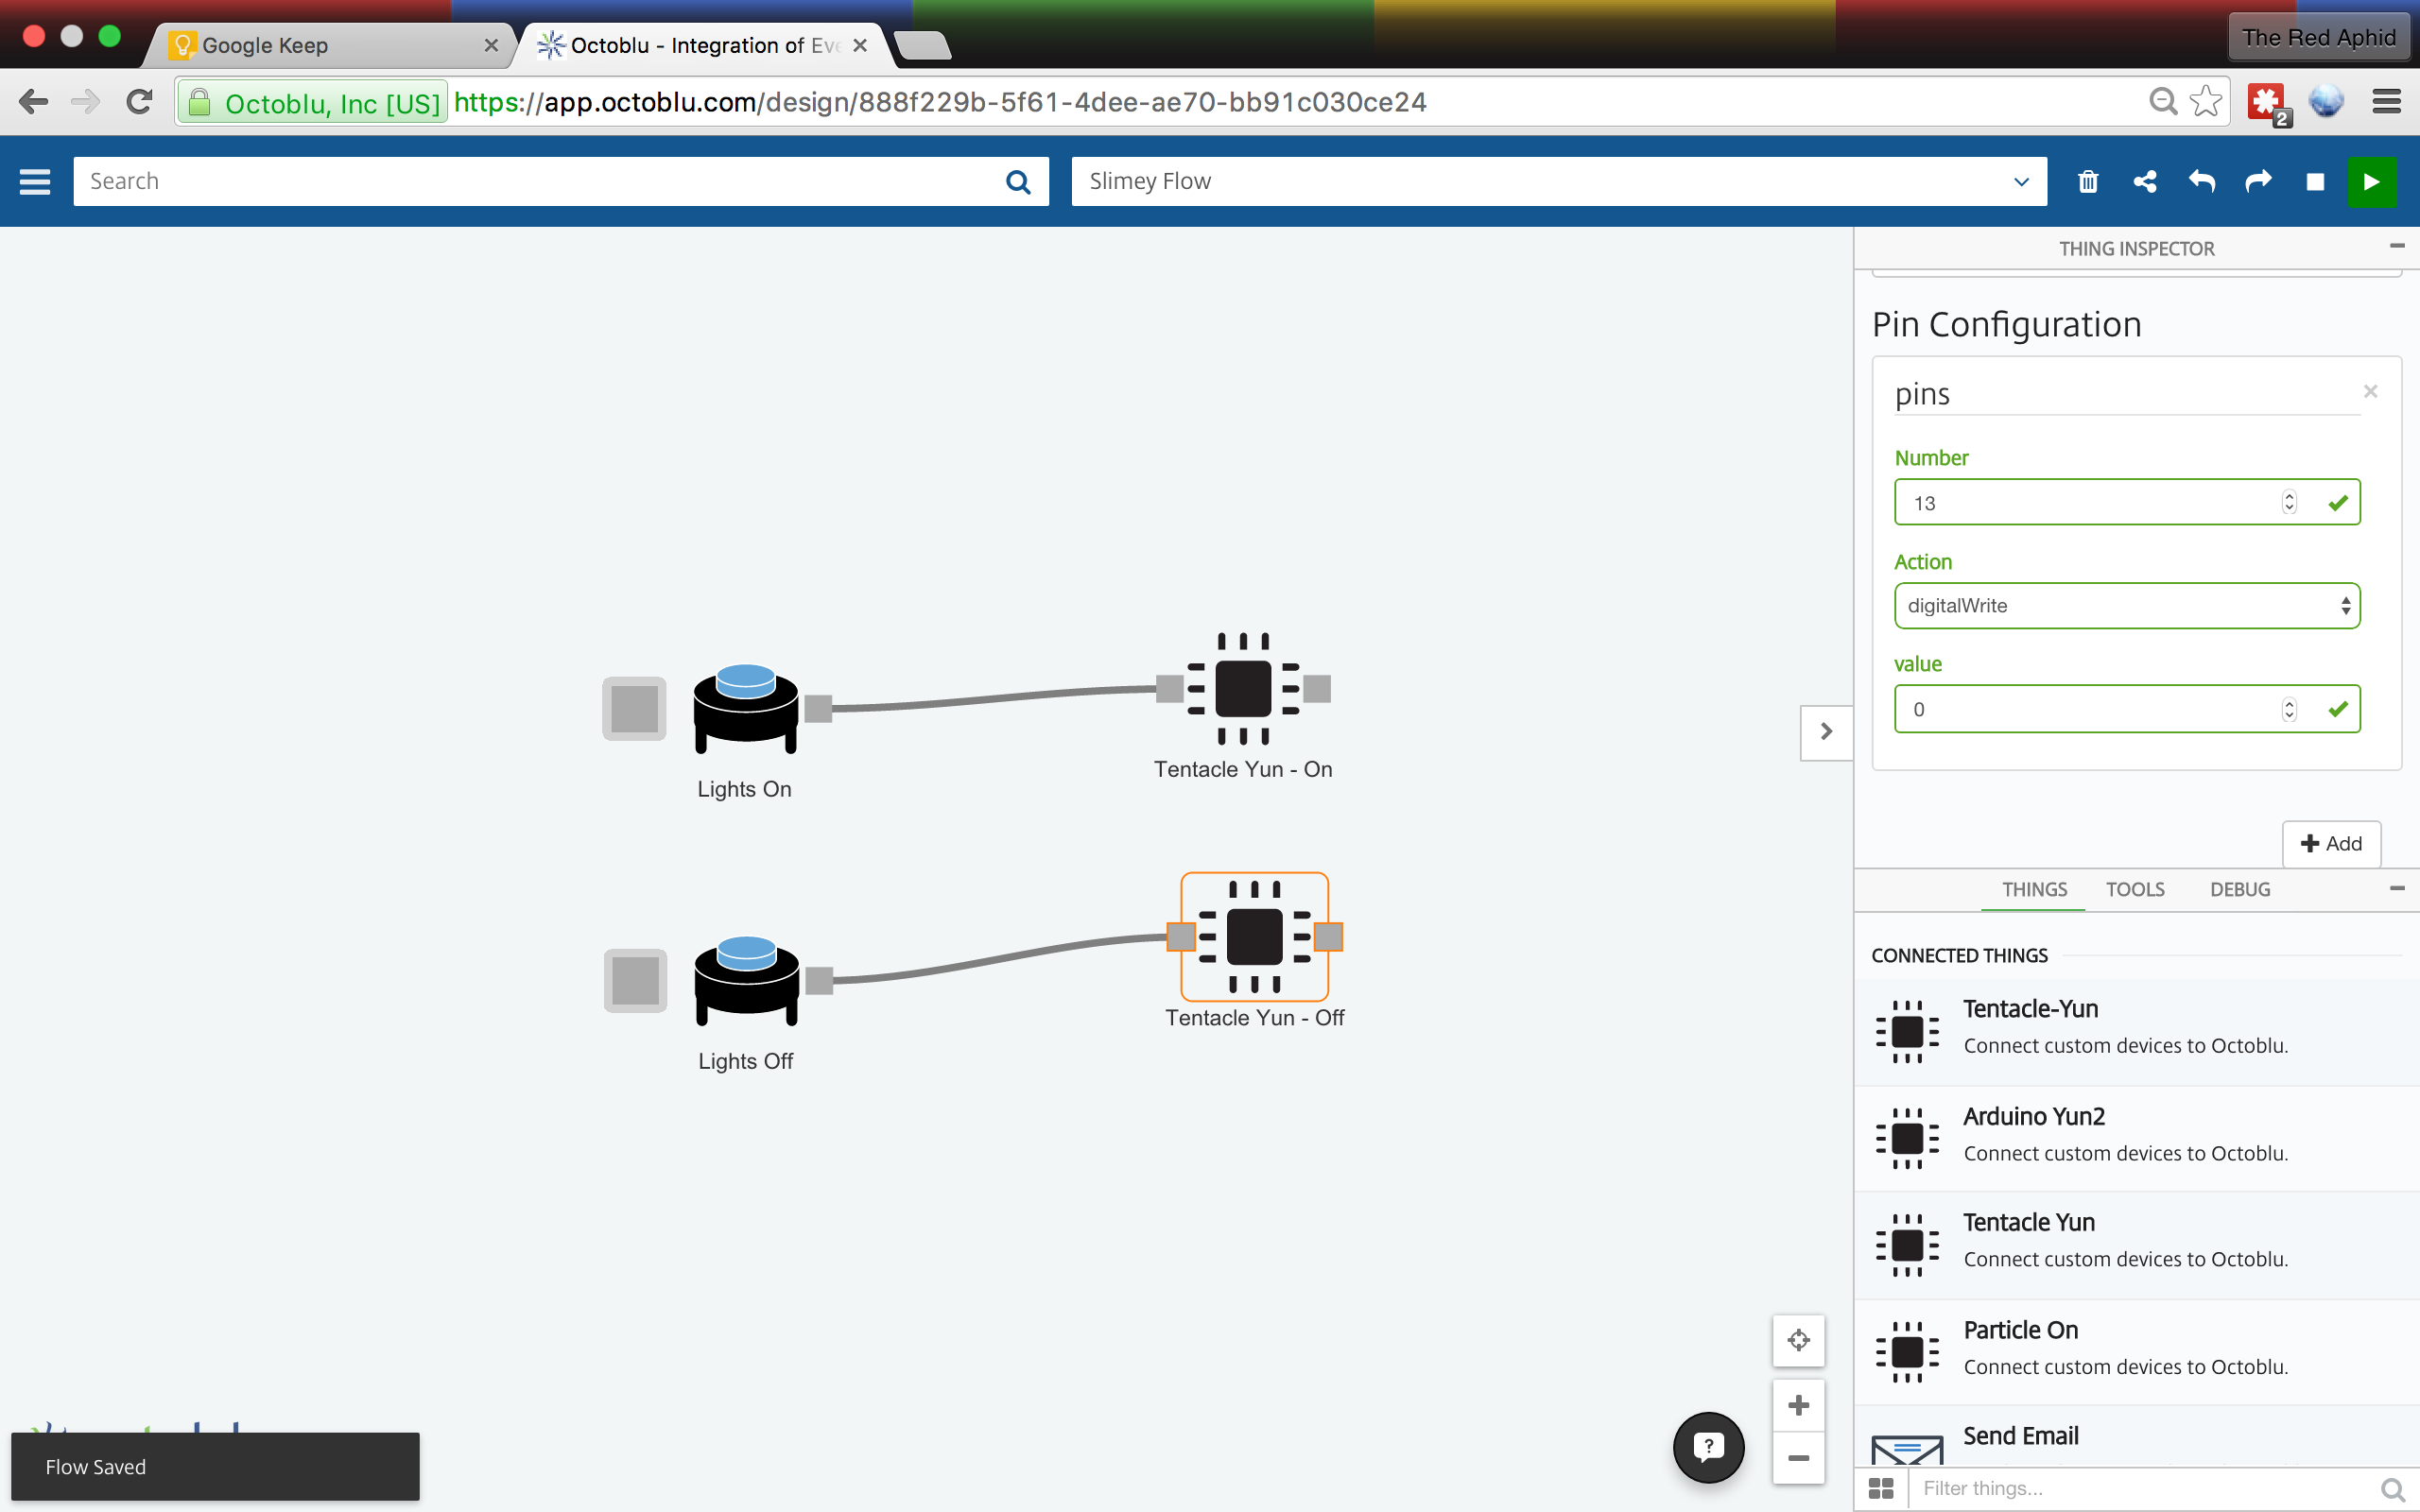 Google Keep
Octoblu - Integration of Eve
The Red Aphid
Octoblu, Inc [US] https://app.octoblu.com/design/888f229b-5f61-4dee-ae70-bb91c030ce24
2
Search
Slimey Flow
THING INSPECTOR
Pin Configuration
pins
Number
13
Action
digitalWrite
value
0
Add
Lights On
Tentacle Yun - On
Lights Off
Tentacle Yun - Off
THINGS TOOLS DEBUG
CONNECTED THINGS
Tentacle-Yun
Connect custom devices to Octoblu.
Arduino Yun2
Connect custom devices to Octoblu.
Tentacle Yun
Connect custom devices to Octoblu.
Particle On
Connect custom devices to Octoblu.
Send Email
Filter things...
Flow Saved